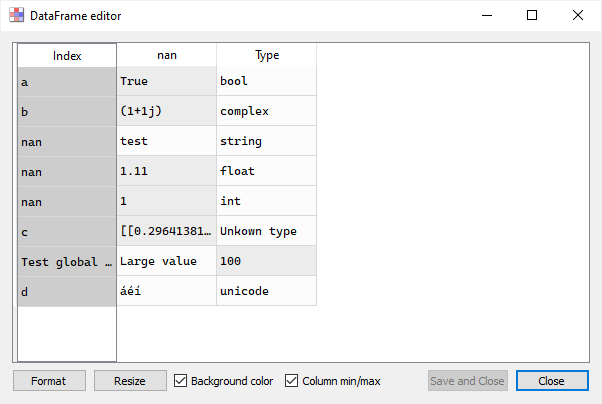 DataFrame editor
Index nan Type
a True bool
b (1+1j) complex
nan test string
nan 1.11 float
nan 1 int
c [[0.29641381... Unkown type
Test global ... Large value 100
d áéí unicode
Format Resize Background color Column min/max Save and Close Close